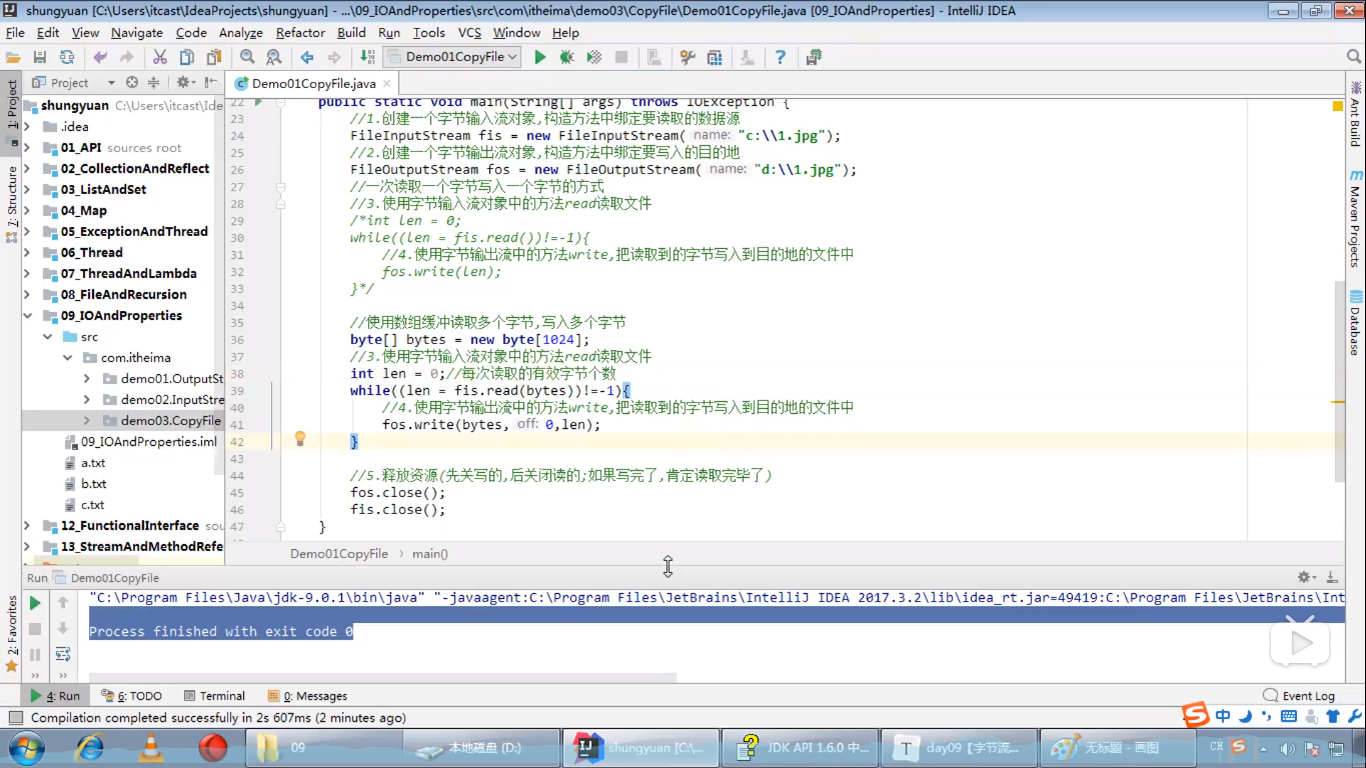 shungyuan [C:\Users\itcast\IdeaProjects\shungyuan] - ...\09_IOAndProperties\src\com\itheima\demo03\CopyFile\Demo01CopyFile.java [09_IOAndProperties] - IntelliJ IDEA
File Edit View Navigate Code Analyze Refactor Build Run Tools VCS Window Help
Demo01CopyFile
Project
Demo01CopyFile.java
1: Project
7: Structure
2: Favorites
Ant Build
Maven Projects
Database
shungyuan C:\Users\itcast\Ide
.idea
01_API sources root
02_CollectionAndReflect
03_ListAndSet
04_Map
05_ExceptionAndThread
06_Thread
07_ThreadAndLambda
08_FileAndRecursion
09_IOAndProperties
src
com.itheima
demo01.OutputSt
demo02.InputStre
demo03.CopyFile
09_IOAndProperties.iml
a.txt
b.txt
c.txt
12_FunctionalInterface sou
13_StreamAndMethodRefe
22 public static void main(String[] args) throws IOException {
23 //1.创建一个字节输入流对象,构造方法中绑定要读取的数据源
24 FileInputStream fis = new FileInputStream( name: "c:\\1.jpg");
25 //2.创建一个字节输出流对象,构造方法中绑定要写入的目的地
26 FileOutputStream fos = new FileOutputStream( name: "d:\\1.jpg");
27 //一次读取一个字节写入一个字节的方式
28 //3.使用字节输入流对象中的方法read读取文件
29 /*int len = 0;
30 while((len = fis.read())!=-1){
31 //4.使用字节输出流中的方法write,把读取到的字节写入到目的地的文件中
32 fos.write(len);
33 }*/
34
35 //使用数组缓冲读取多个字节,写入多个字节
36 byte[] bytes = new byte[1024];
37 //3.使用字节输入流对象中的方法read读取文件
38 int len = 0;//每次读取的有效字节个数
39 while((len = fis.read(bytes))!=-1){
40 //4.使用字节输出流中的方法write,把读取到的字节写入到目的地的文件中
41 fos.write(bytes, off: 0,len);
42 }
43
44 //5.释放资源(先关写的,后关闭读的;如果写完了,肯定读取完毕了)
45 fos.close();
46 fis.close();
47 }
Demo01CopyFile › main()
Run Demo01CopyFile
"C:\Program Files\Java\jdk-9.0.1\bin\java" "-javaagent:C:\Program Files\JetBrains\IntelliJ IDEA 2017.3.2\lib\idea_rt.jar=49419:C:\Program Files\JetBrains\Int
Process finished with exit code 0
4: Run 6: TODO Terminal 0: Messages Event Log
Compilation completed successfully in 2s 607ms (2 minutes ago)
中
09 本地磁盘 (D:) shungyuan [C:\... JDK API 1.6.0 中... day09【字节流... 无标题 - 画图 CH